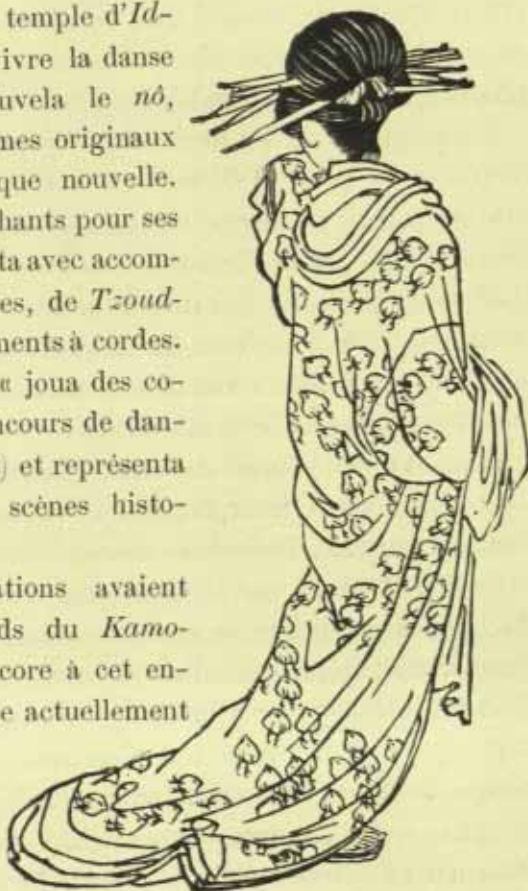 temple d'Id-
ivre la danse
uvela le nô,
mes originaux
que nouvelle.
hants pour ses
ta avec accom-
es, de Tzoud-
ments à cordes.
« joua des co-
ncours de dan-
) et représenta
scènes histo-
ations avaient
ds du Kamo-
core à cet en-
e actuellement